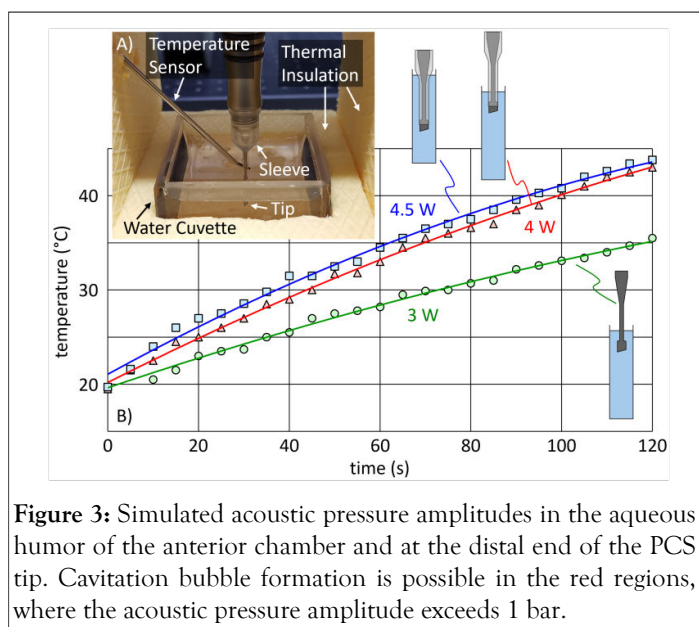 A)
Temperature
Sensor
Thermal
Insulation
Sleeve
Tip
Water Cuvette
4.5 W
4 W
3 W
40
30
20
temperature (°C)
B)
0 20 40 60 80 100 120
time (s)
Figure 3: Simulated acoustic pressure amplitudes in the aqueous
humor of the anterior chamber and at the distal end of the PCS
tip. Cavitation bubble formation is possible in the red regions,
where the acoustic pressure amplitude exceeds 1 bar.